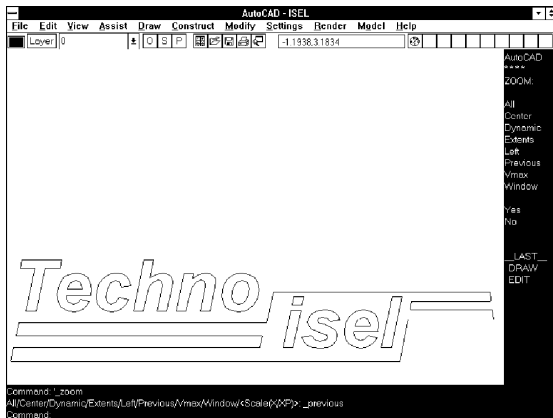 AutoCAD - ISEL
File Edit View Assist Draw Construct Modify Settings Render Model Help
Layer 0 O S P -1.1938,3.1834
AutoCAD
* * * *
ZOOM:
All
Center
Dynamic
Extents
Left
Previous
Vmax
Window
Yes
No
__LAST__
DRAW
EDIT
Techno
isel
Command: '_zoom
All/Center/Dynamic/Extents/Left/Previous/Vmax/Window/<Scale(X/XP)>: _previous
Command: